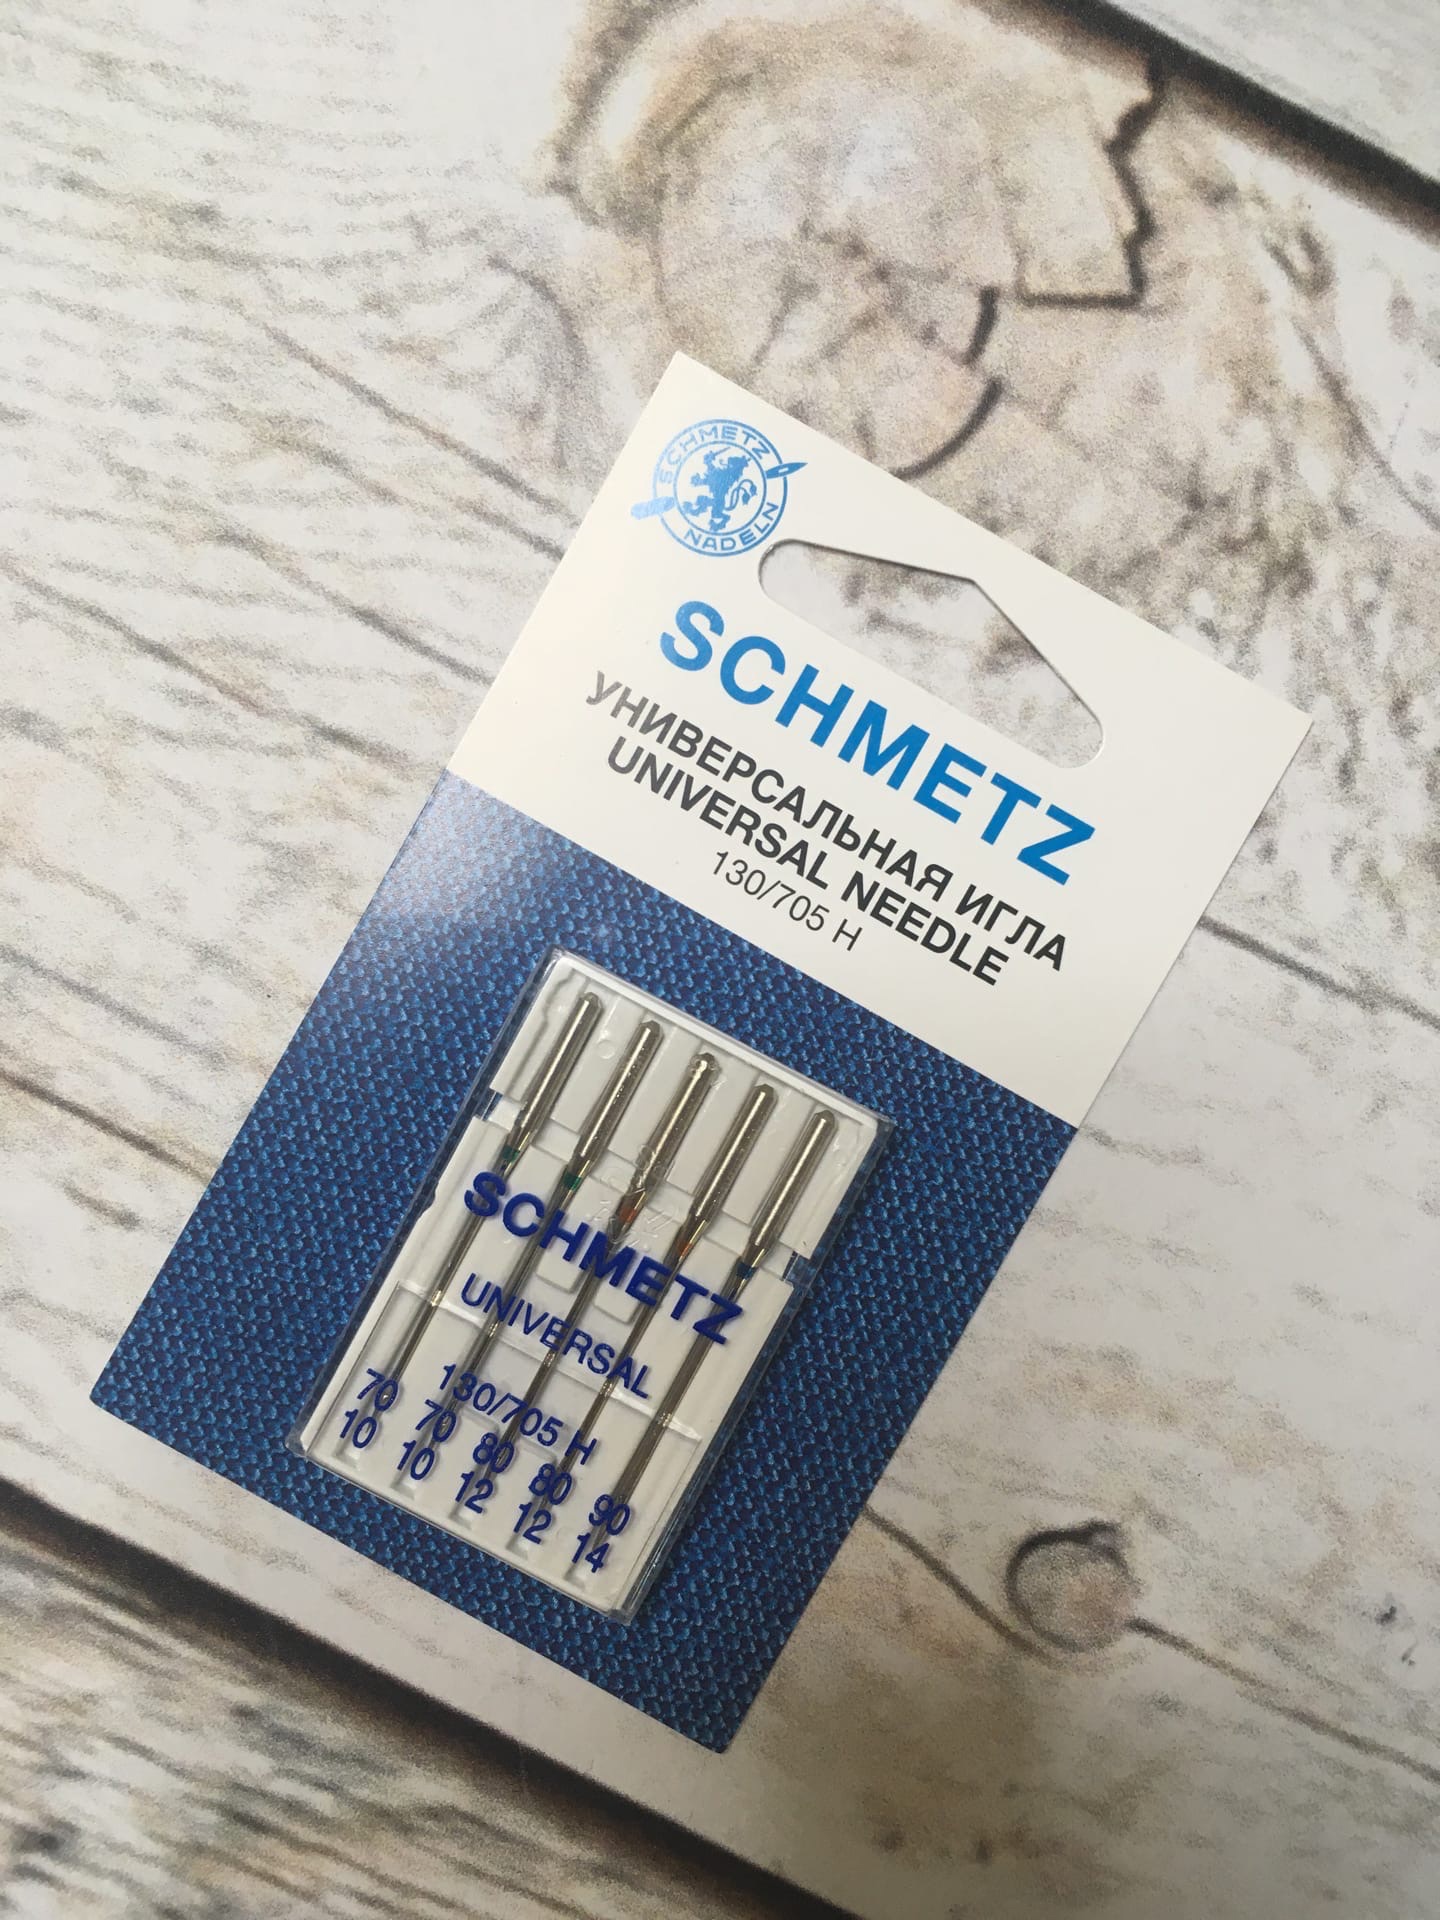 SCHMETZ
NADELN
SCHMETZ
УНИВЕРСАЛЬНАЯ ИГЛА
UNIVERSAL NEEDLE
130/705 H
SCHMETZ
UNIVERSAL
130/705 H
70 70 80 80 90
10 10 12 12 14